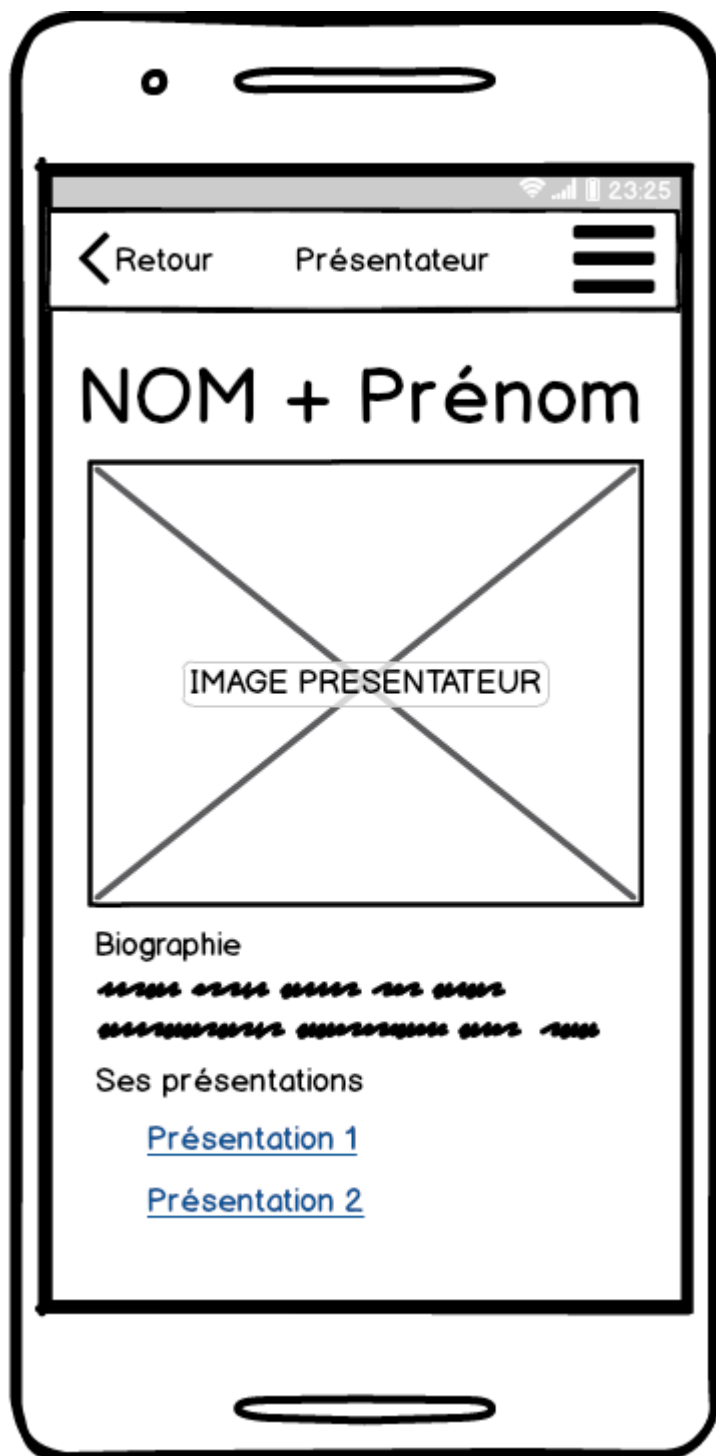 23:25
Retour Présentateur
NOM + Prénom
IMAGE PRESENTATEUR
Biographie
Ses présentations
Présentation 1
Présentation 2